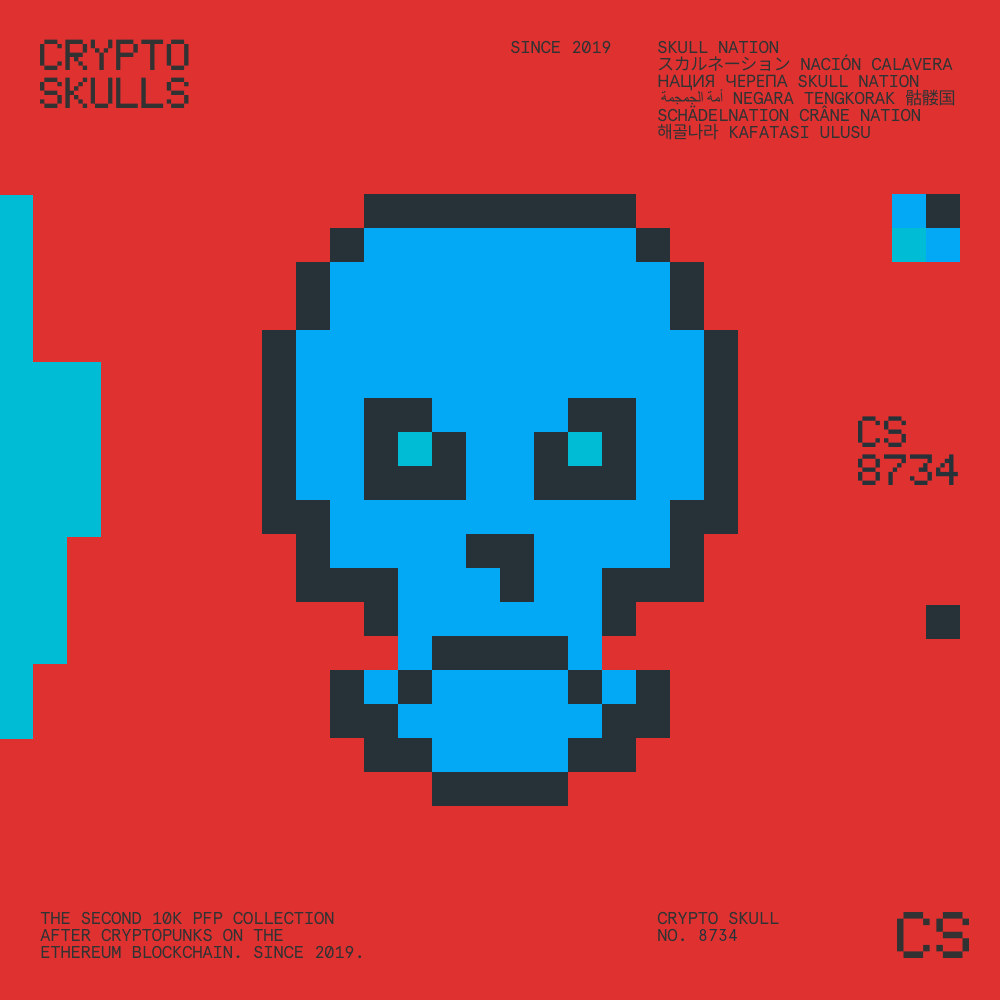 CRYPTO
SKULLS
SINCE 2019
SKULL NATION
スカルネーション NACIÓN CALAVERA
НАЦИЯ ЧЕРЕПА SKULL NATION
أمة الجمجمة NEGARA TENGKORAK 骷髅国
SCHÄDELNATION CRÂNE NATION
해골나라 KAFATASI ULUSU
CS
8734
THE SECOND 10K PFP COLLECTION
AFTER CRYPTOPUNKS ON THE
ETHEREUM BLOCKCHAIN. SINCE 2019.
CRYPTO SKULL
NO. 8734
CS